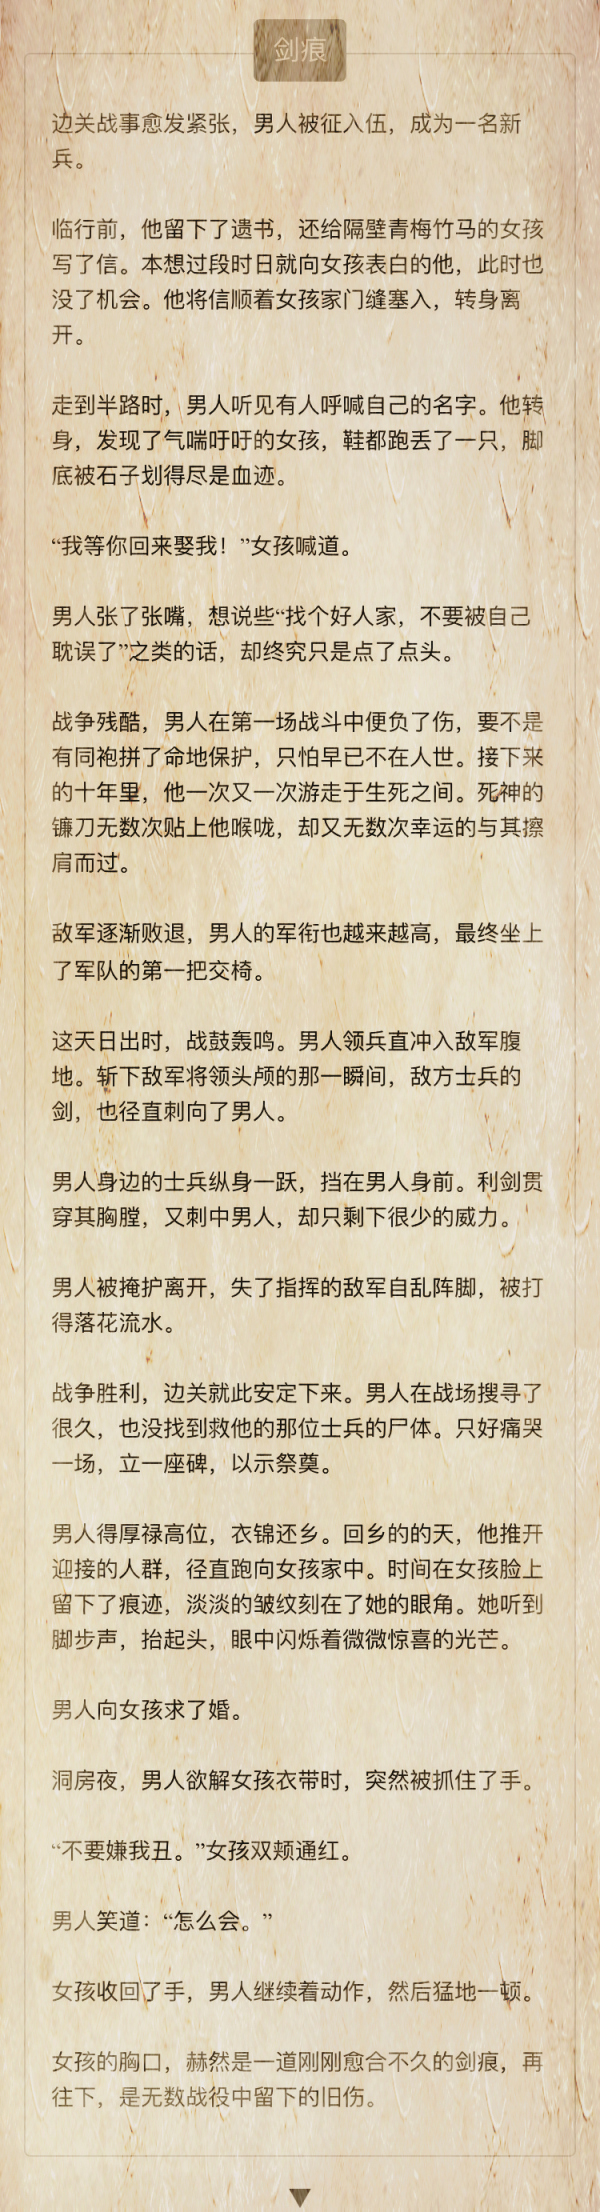 剑痕
边关战事愈发紧张，男人被征入伍，成为一名新
兵。
临行前，他留下了遗书，还给隔壁青梅竹马的女孩
写了信。本想过段时日就向女孩表白的他，此时也
没了机会。他将信顺着女孩家门缝塞入，转身离
开。
走到半路时，男人听见有人呼喊自己的名字。他转
身，发现了气喘吁吁的女孩，鞋都跑丢了一只，脚
底被石子划得尽是血迹。
“我等你回来娶我！”女孩喊道。
男人张了张嘴，想说些“找个好人家，不要被自己
耽误了”之类的话，却终究只是点了点头。
战争残酷，男人在第一场战斗中便负了伤，要不是
有同袍拼了命地保护，只怕早已不在人世。接下来
的十年里，他一次又一次游走于生死之间。死神的
镰刀无数次贴上他喉咙，却又无数次幸运的与其擦
肩而过。
敌军逐渐败退，男人的军衔也越来越高，最终坐上
了军队的第一把交椅。
这天日出时，战鼓轰鸣。男人领兵直冲入敌军腹
地。斩下敌军将领头颅的那一瞬间，敌方士兵的
剑，也径直刺向了男人。
男人身边的士兵纵身一跃，挡在男人身前。利剑贯
穿其胸膛，又刺中男人，却只剩下很少的威力。
男人被掩护离开，失了指挥的敌军自乱阵脚，被打
得落花流水。
战争胜利，边关就此安定下来。男人在战场搜寻了
很久，也没找到救他的那位士兵的尸体。只好痛哭
一场，立一座碑，以示祭奠。
男人得厚禄高位，衣锦还乡。回乡的的天，他推开
迎接的人群，径直跑向女孩家中。时间在女孩脸上
留下了痕迹，淡淡的皱纹刻在了她的眼角。她听到
脚步声，抬起头，眼中闪烁着微微惊喜的光芒。
男人向女孩求了婚。
洞房夜，男人欲解女孩衣带时，突然被抓住了手。
“不要嫌我丑。”女孩双颊通红。
男人笑道：“怎么会。”
女孩收回了手，男人继续着动作，然后猛地一顿。
女孩的胸口，赫然是一道刚刚愈合不久的剑痕，再
往下，是无数战役中留下的旧伤。